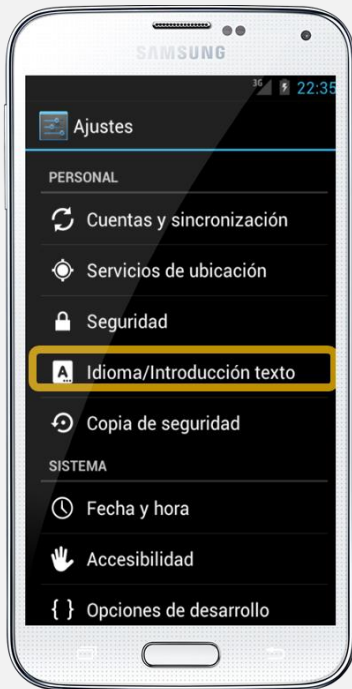 SAMSUNG
3G 22:35
Ajustes
PERSONAL
Cuentas y sincronización
Servicios de ubicación
Seguridad
A Idioma/Introducción texto
Copia de seguridad
SISTEMA
Fecha y hora
Accesibilidad
{ } Opciones de desarrollo